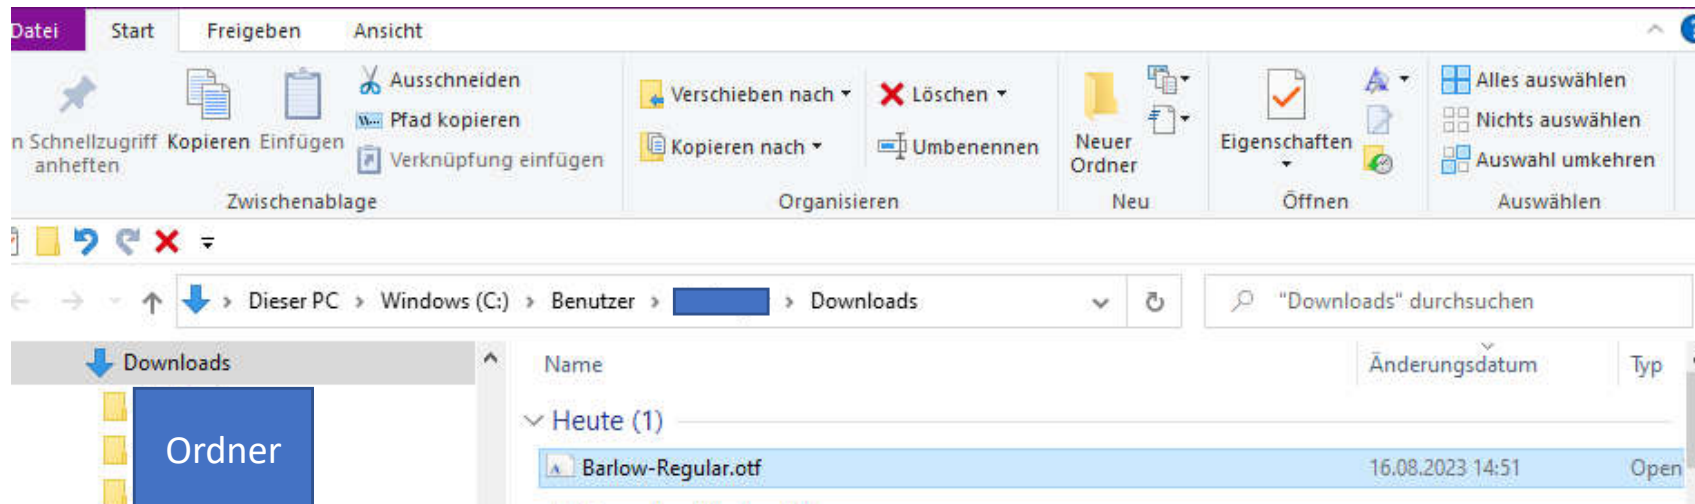 Datei Start Freigeben Ansicht
Ausschneiden
Pfad kopieren
Verknüpfung einfügen
n Schnellzugriff anheften
Kopieren Einfügen
Zwischenablage
Verschieben nach
Kopieren nach
Löschen
Umbenennen
Organisieren
Neuer
Ordner
Neu
Eigenschaften
Öffnen
Alles auswählen
Nichts auswählen
Auswahl umkehren
Auswählen
Dieser PC > Windows (C:) > Benutzer > > Downloads
"Downloads" durchsuchen
Downloads
Ordner
Name Änderungsdatum Typ
Heute (1)
Barlow-Regular.otf 16.08.2023 14:51 Open